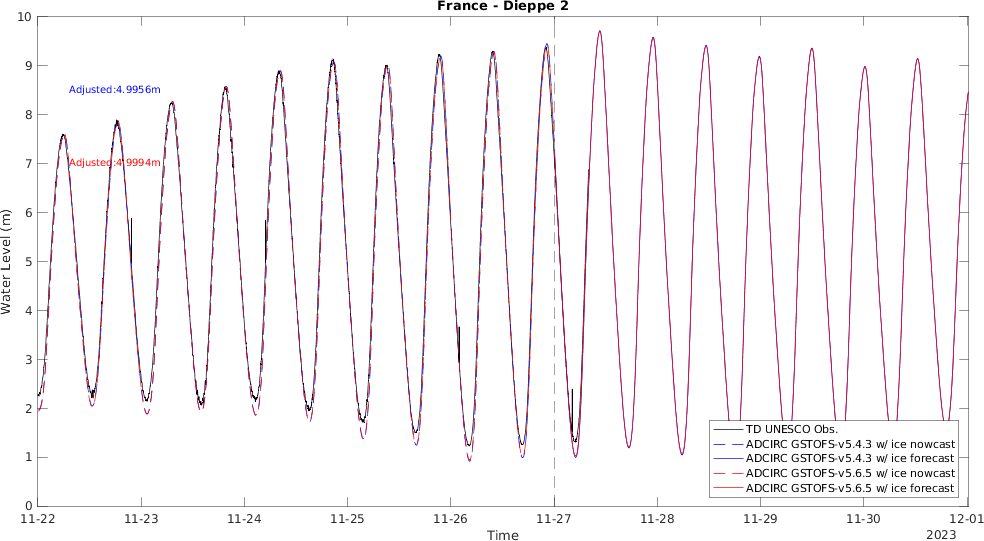 France - Dieppe 2
10
9
8
7
6
5
4
3
2
1
0
Water Level (m)
Adjusted:4.9956m
Adjusted:4.9994m
TD UNESCO Obs.
ADCIRC GSTOFS-v5.4.3 w/ ice nowcast
ADCIRC GSTOFS-v5.4.3 w/ ice forecast
ADCIRC GSTOFS-v5.6.5 w/ ice nowcast
ADCIRC GSTOFS-v5.6.5 w/ ice forecast
11-22 11-23 11-24 11-25 11-26 11-27 11-28 11-29 11-30 12-01
Time
2023